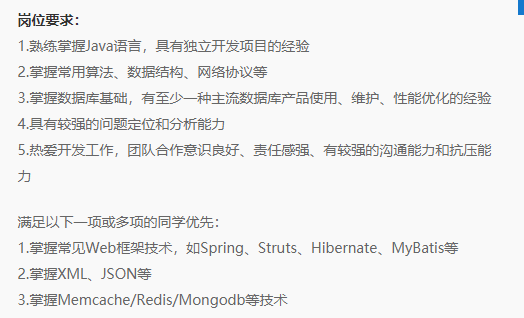 岗位要求：
1.熟练掌握Java语言，具有独立开发项目的经验
2.掌握常用算法、数据结构、网络协议等
3.掌握数据库基础，有至少一种主流数据库产品使用、维护、性能优化的经验
4.具有较强的问题定位和分析能力
5.热爱开发工作，团队合作意识良好、责任感强、有较强的沟通能力和抗压能
力
满足以下一项或多项的同学优先：
1.掌握常见Web框架技术，如Spring、Struts、Hibernate、MyBatis等
2.掌握XML、JSON等
3.掌握Memcache/Redis/Mongodb等技术